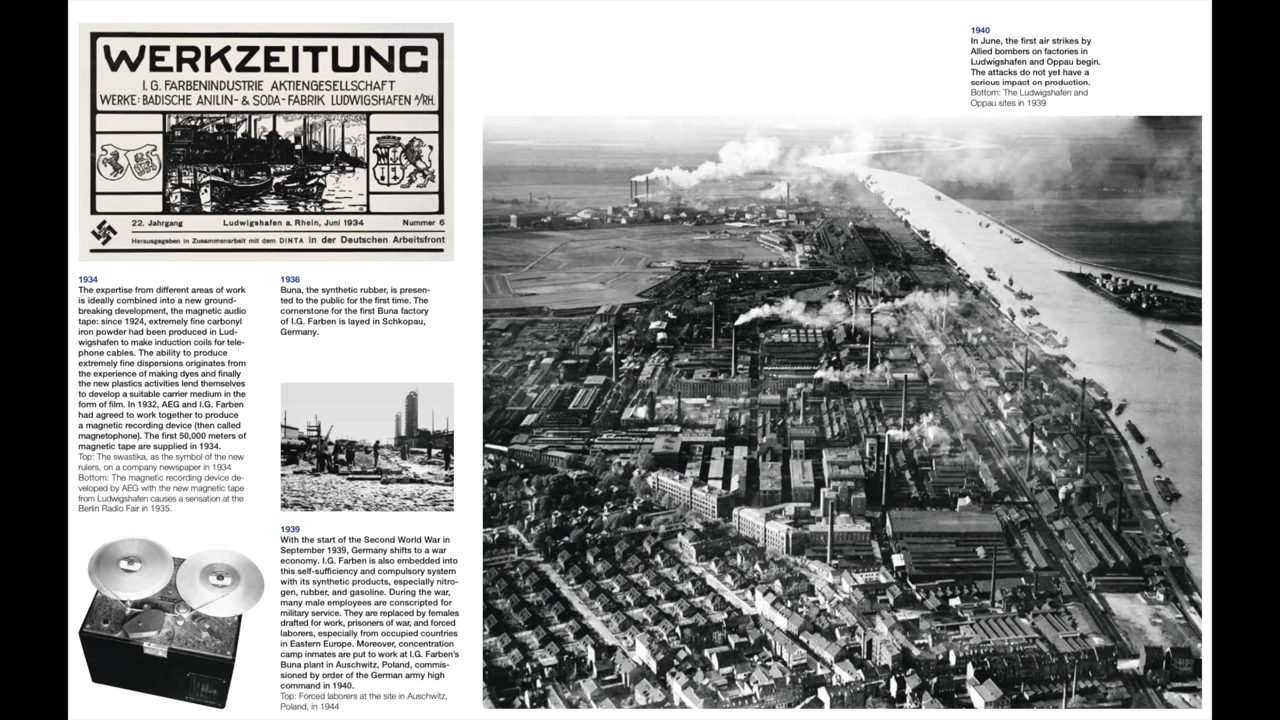 WERKZEITUNG
I.G. FARBENINDUSTRIE AKTIENGESELLSCHAFT
WERKE: BADISCHE ANILIN- & SODA-FABRIK LUDWIGSHAFEN A/RH.
22. Jahrgang Ludwigshafen a. Rhein, Juni 1934 Nummer 6
Herausgegeben in Zusammenarbeit mit dem DINTA in der Deutschen Arbeitsfront
1934
The expertise from different areas of work
is ideally combined into a new ground-
breaking development, the magnetic audio
tape: since 1924, extremely fine carbonyl
iron powder had been produced in Lud-
wigshafen to make induction coils for tele-
phone cables. The ability to produce
extremely fine dispersions originates from
the experience of making dyes and finally
the new plastics activities lend themselves
to develop a suitable carrier medium in the
form of film. In 1932, AEG and I.G. Farben
had agreed to work together to produce
a magnetic recording device (then called
magnetophone). The first 50,000 meters of
magnetic tape are supplied in 1934.
Top: The swastika, as the symbol of the new
rulers, on a company newspaper in 1934
Bottom: The magnetic recording device de-
veloped by AEG with the new magnetic tape
from Ludwigshafen causes a sensation at the
Berlin Radio Fair in 1935.
1936
Buna, the synthetic rubber, is presen-
ted to the public for the first time. The
cornerstone for the first Buna factory
of I.G. Farben is layed in Schkopau,
Germany.
1939
With the start of the Second World War in
September 1939, Germany shifts to a war
economy. I.G. Farben is also embedded into
this self-sufficiency and compulsory system
with its synthetic products, especially nitro-
gen, rubber, and gasoline. During the war,
many male employees are conscripted for
military service. They are replaced by females
drafted for work, prisoners of war, and forced
laborers, especially from occupied countries
in Eastern Europe. Moreover, concentration
camp inmates are put to work at I.G. Farben's
Buna plant in Auschwitz, Poland, commis-
sioned by order of the German army high
command in 1940.
Top: Forced laborers at the site in Auschwitz,
Poland, in 1944
1940
In June, the first air strikes by
Allied bombers on factories in
Ludwigshafen and Oppau begin.
The attacks do not yet have a
serious impact on production.
Bottom: The Ludwigshafen and
Oppau sites in 1939